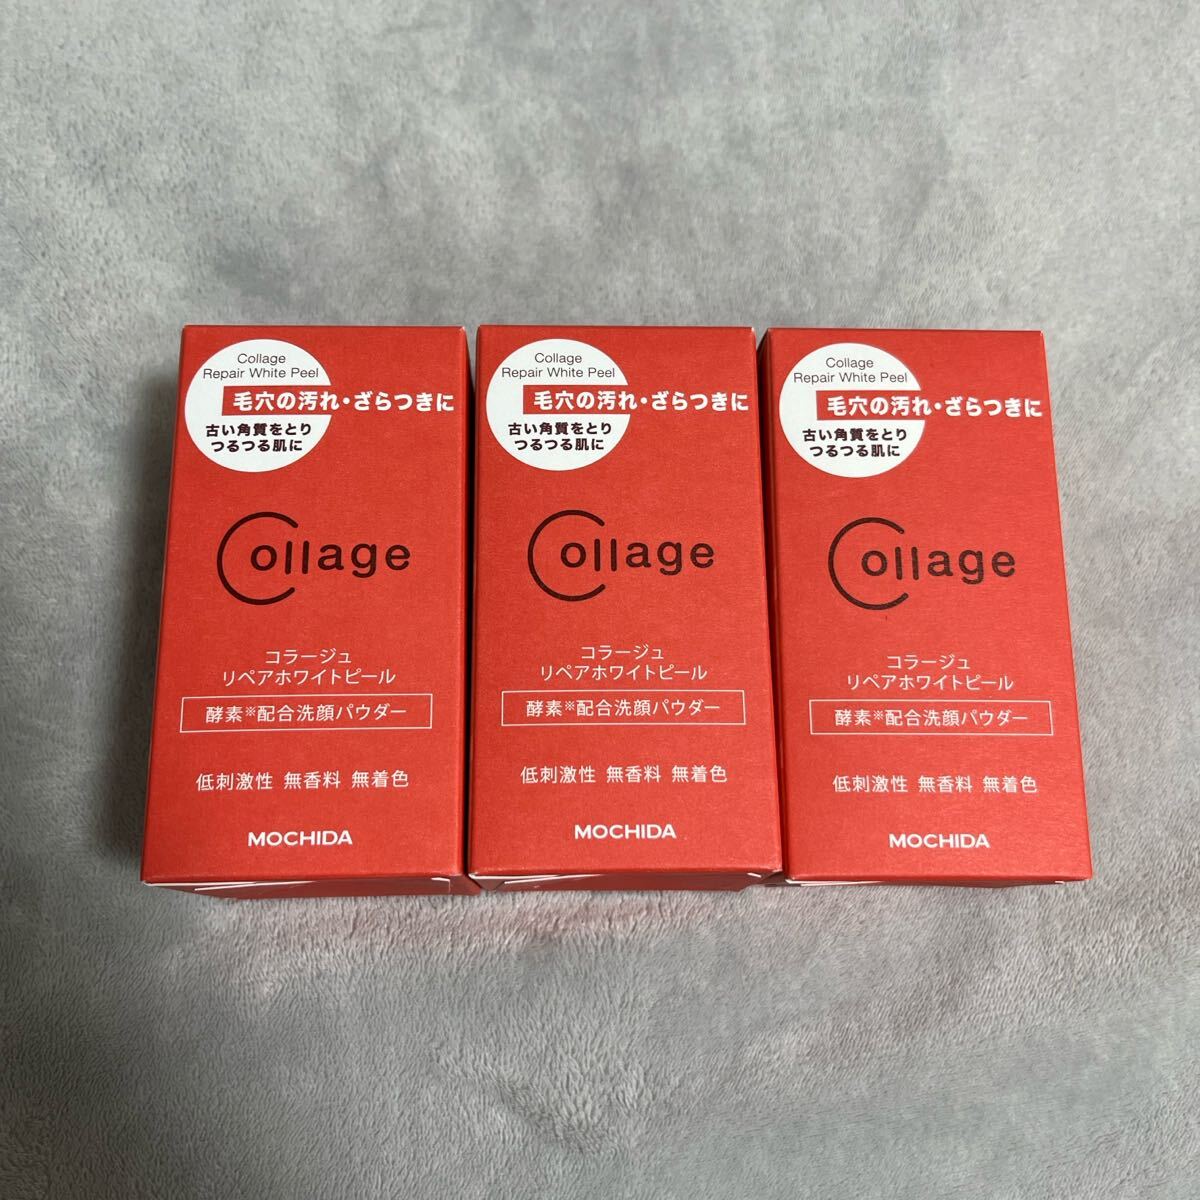 Collage
Repair White Peel
毛穴の汚れ・ざらつきに
古い角質をとり
つるつる肌に
Collage
コラージュ
リペアホワイトピール
酵素※配合洗顔パウダー
低刺激性 無香料 無着色
MOCHIDA
Collage
Repair White Peel
毛穴の汚れ・ざらつきに
古い角質をとり
つるつる肌に
Collage
コラージュ
リペアホワイトピール
酵素※配合洗顔パウダー
低刺激性 無香料 無着色
MOCHIDA
Collage
Repair White Peel
毛穴の汚れ・ざらつきに
古い角質をとり
つるつる肌に
Collage
コラージュ
リペアホワイトピール
酵素※配合洗顔パウダー
低刺激性 無香料 無着色
MOCHIDA